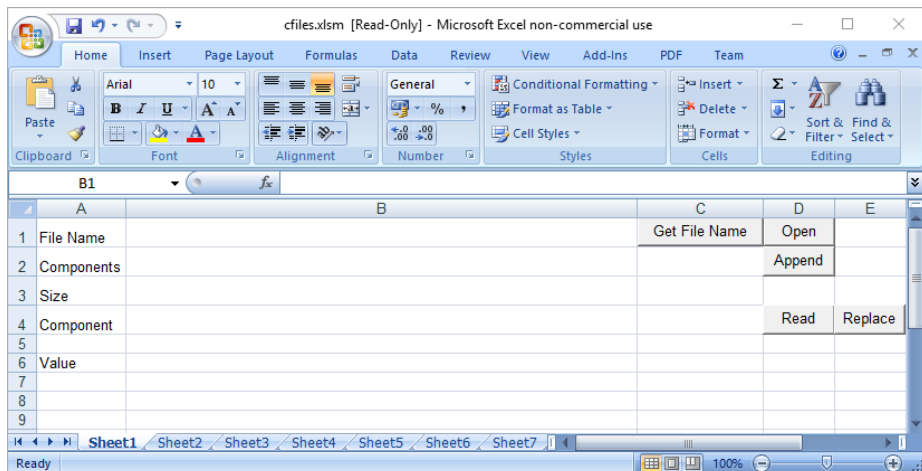 cfiles.xlsm [Read-Only] - Microsoft Excel non-commercial use
Home Insert Page Layout Formulas Data Review View Add-Ins PDF Team
Arial 10 General Conditional Formatting Insert Σ
Paste B I U A A % , Format as Table Delete Sort & Find &
Cell Styles Format Filter Select
Clipboard Font Alignment Number Styles Cells Editing
B1 fx
A B C D E
1 File Name Get File Name Open
2 Components Append
3 Size
4 Component Read Replace
5
6 Value
7
8
9
Sheet1 Sheet2 Sheet3 Sheet4 Sheet5 Sheet6 Sheet7
Ready 100%